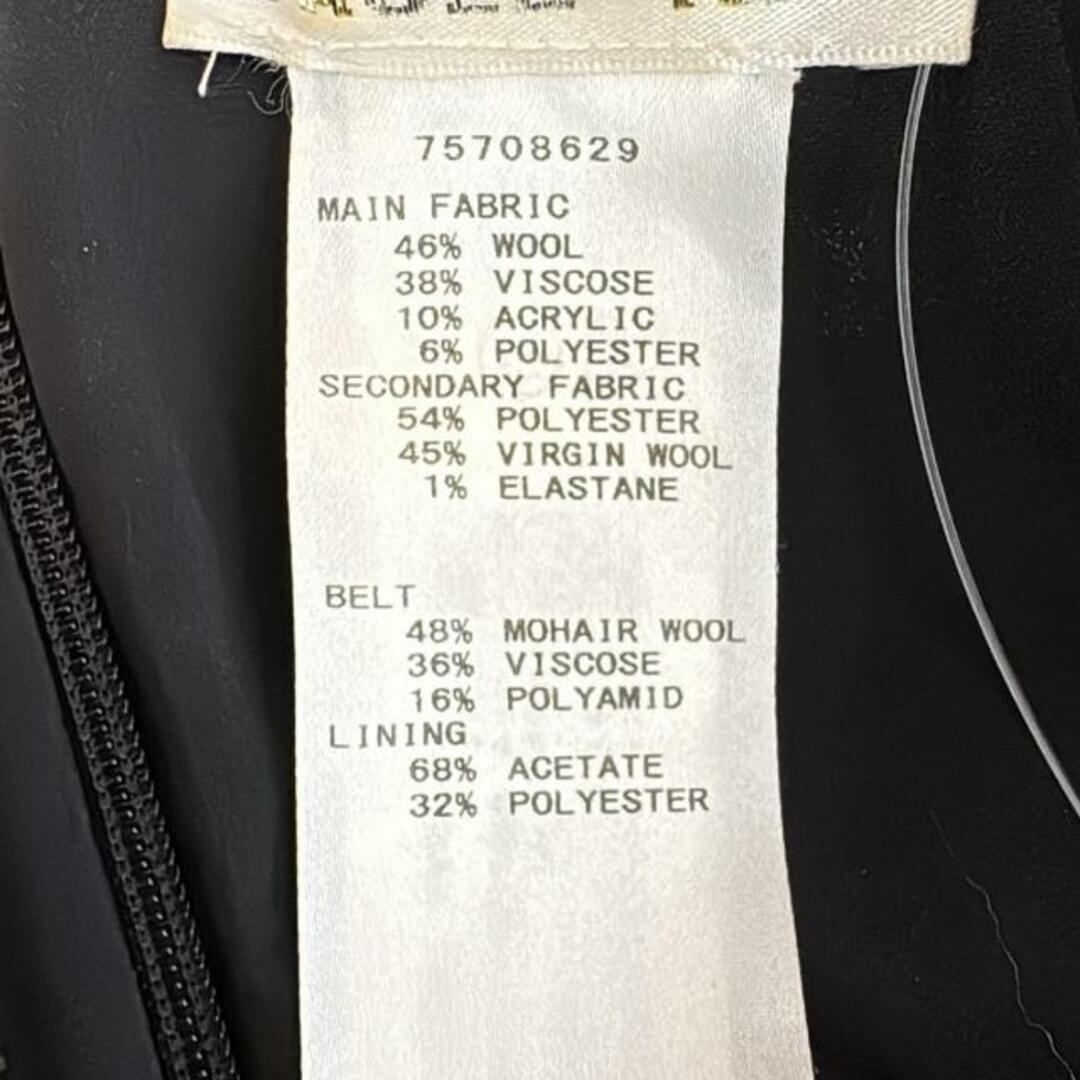 75708629
MAIN FABRIC
46% WOOL
38% VISCOSE
10% ACRYLIC
6% POLYESTER
SECONDARY FABRIC
54% POLYESTER
45% VIRGIN WOOL
1% ELASTANE
BELT
48% MOHAIR WOOL
36% VISCOSE
16% POLYAMID
LINING
68% ACETATE
32% POLYESTER